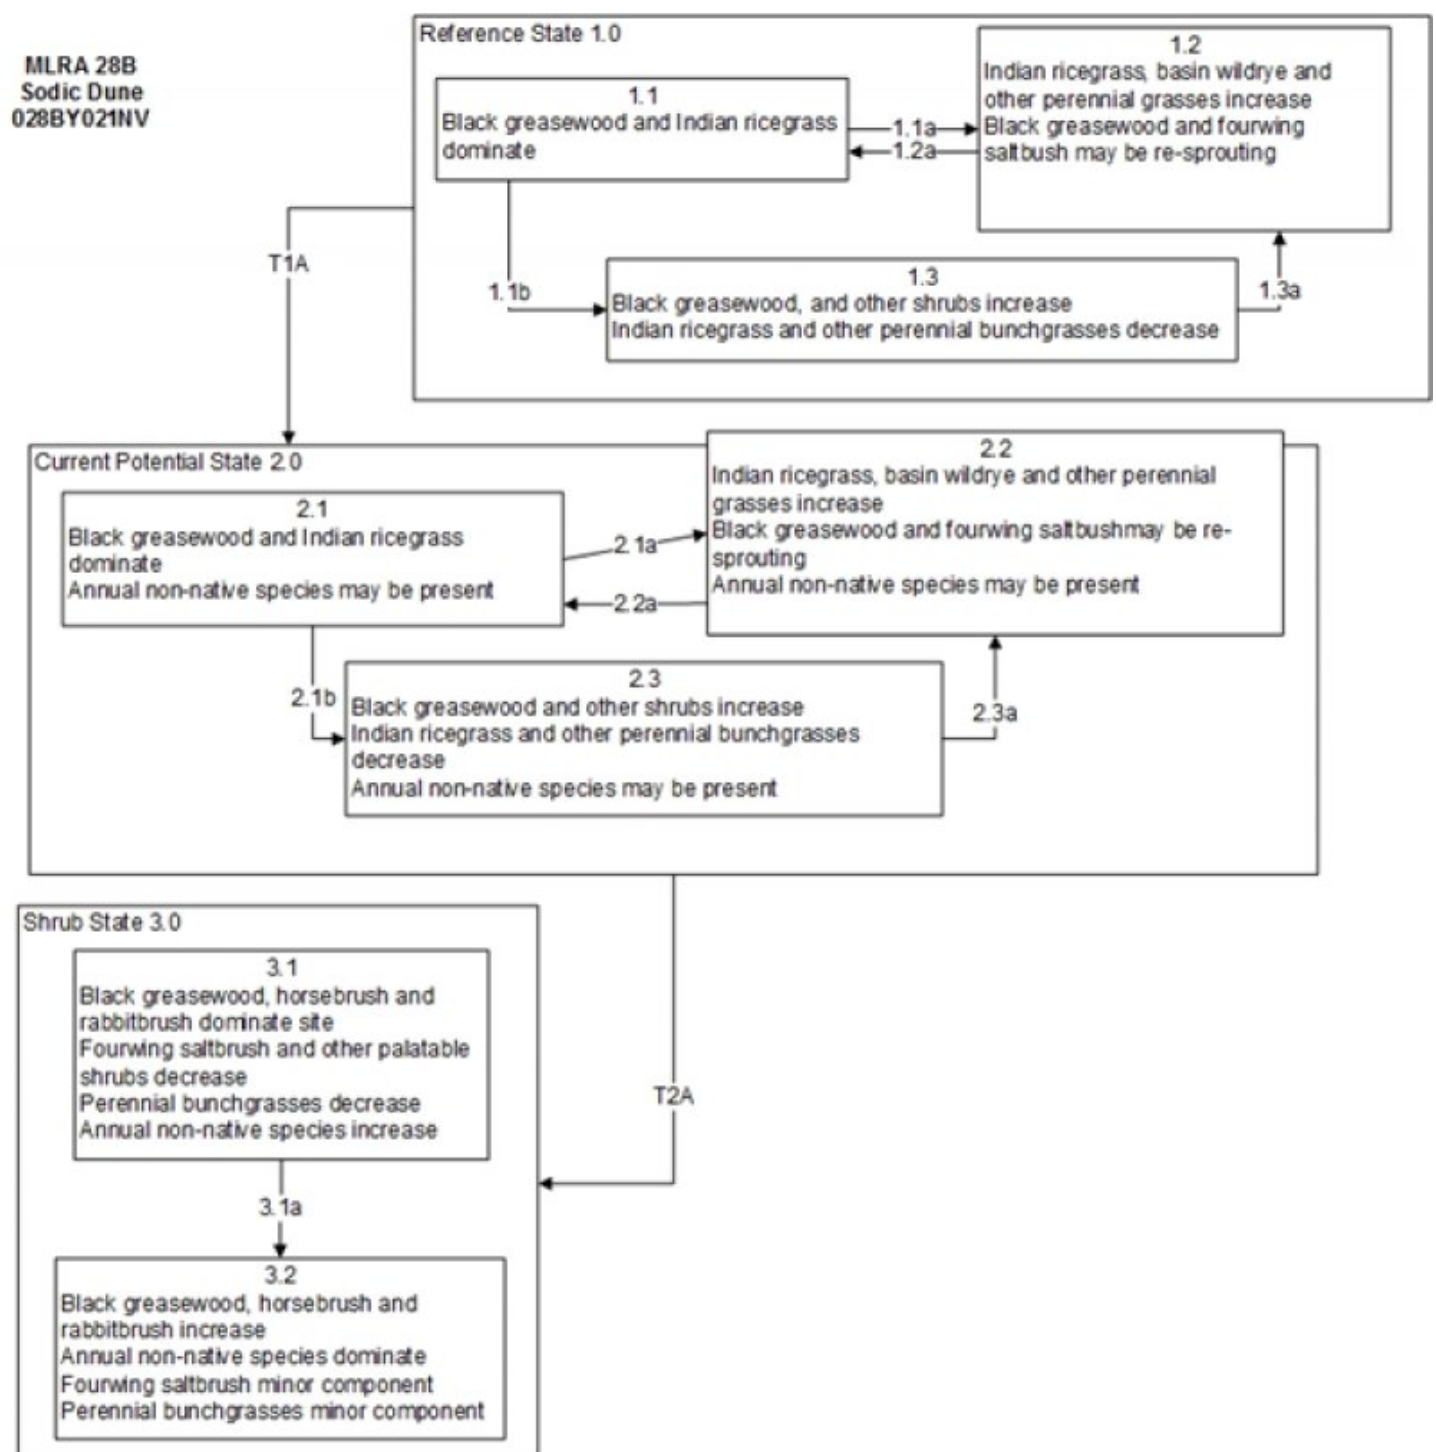 MLRA 28B
Sodic Dune
028BY021NV
Reference State 1.0
1.1
Black greasewood and Indian ricegrass
dominate
1.1a
1.2a
1.2
Indian ricegrass, basin wildrye and
other perennial grasses increase
Black greasewood and fourwing
saltbush may be re-sprouting
T1A
1.1b
1.3
Black greasewood, and other shrubs increase
Indian ricegrass and other perennial bunchgrasses decrease
1.3a
Current Potential State 2.0
2.1
Black greasewood and Indian ricegrass
dominate
Annual non-native species may be present
2.1a
2.2a
2.2
Indian ricegrass, basin wildrye and other perennial
grasses increase
Black greasewood and fourwing saltbushmay be re-
sprouting
Annual non-native species may be present
2.1b
2.3
Black greasewood and other shrubs increase
Indian ricegrass and other perennial bunchgrasses
decrease
Annual non-native species may be present
2.3a
Shrub State 3.0
3.1
Black greasewood, horsebrush and
rabbitbrush dominate site
Fourwing saltbrush and other palatable
shrubs decrease
Perennial bunchgrasses decrease
Annual non-native species increase
T2A
3.1a
3.2
Black greasewood, horsebrush and
rabbitbrush increase
Annual non-native species dominate
Fourwing saltbrush minor component
Perennial bunchgrasses minor component